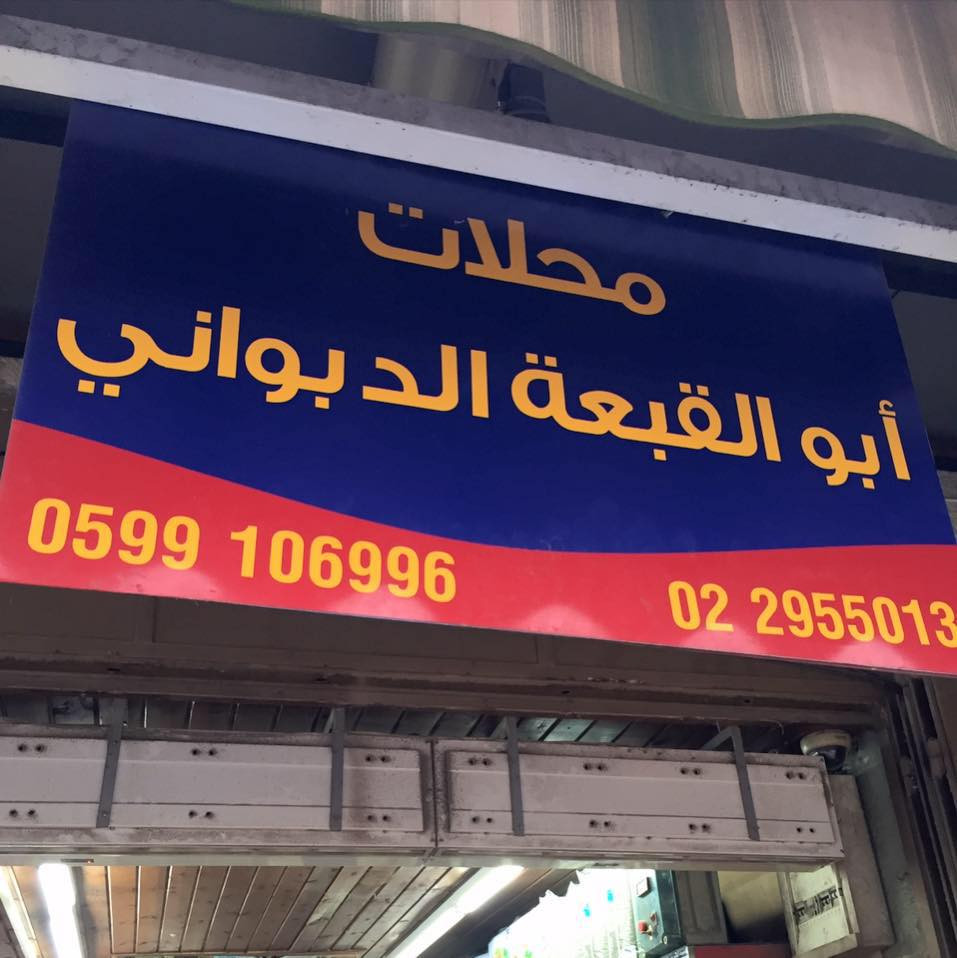 محلات
أبو القبعة الدبواني
0599 106996 02 2955013